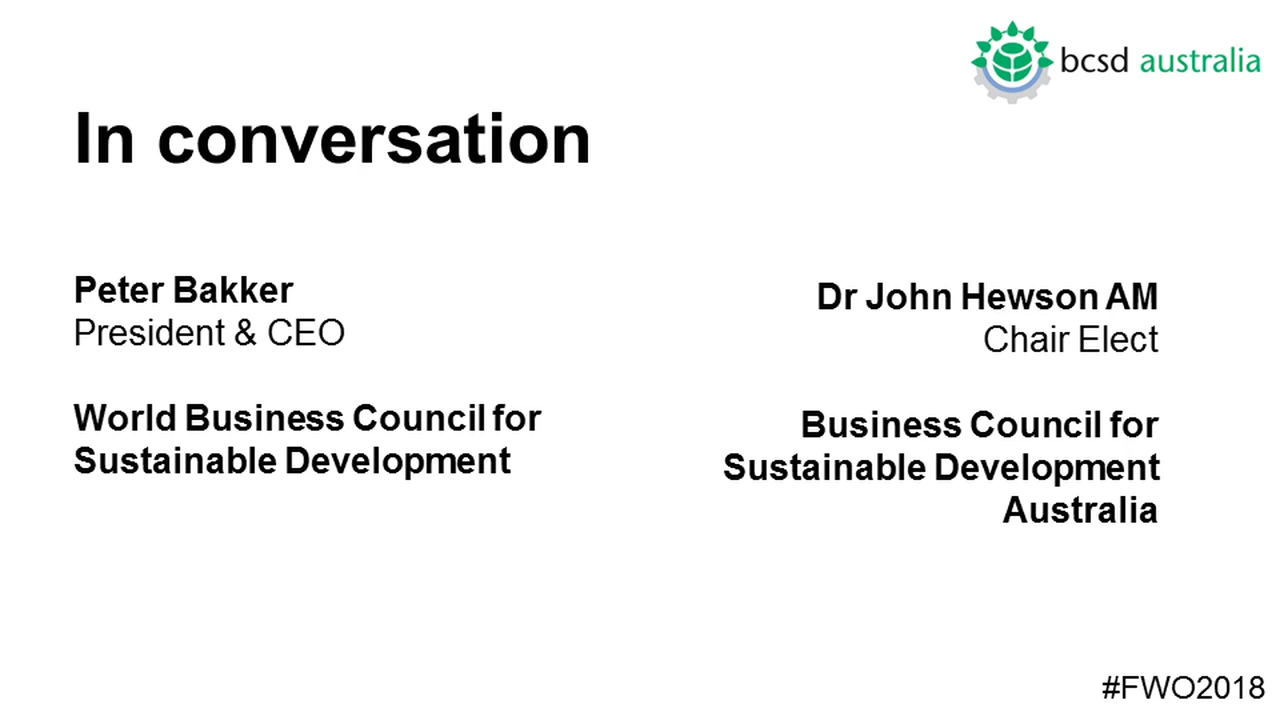 bcsd australia
In conversation
Peter Bakker
President & CEO
World Business Council for
Sustainable Development
Dr John Hewson AM
Chair Elect
Business Council for
Sustainable Development
Australia
#FWO2018